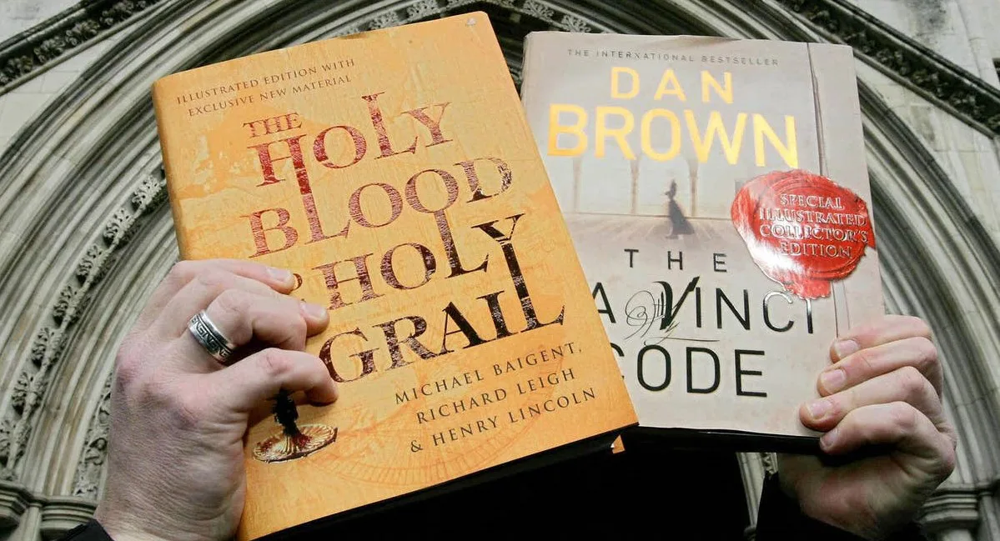 ILLUSTRATED EDITION WITH
EXCLUSIVE NEW MATERIAL
THE
HOLY
BLOOD
HOLY
GRAIL
MICHAEL BAIGENT,
RICHARD LEIGH
& HENRY LINCOLN
THE INTERNATIONAL BESTSELLER
DAN
BROWN
SPECIAL
ILLUSTRATED
COLLECTOR'S
EDITION
THE
A VINCI
CODE